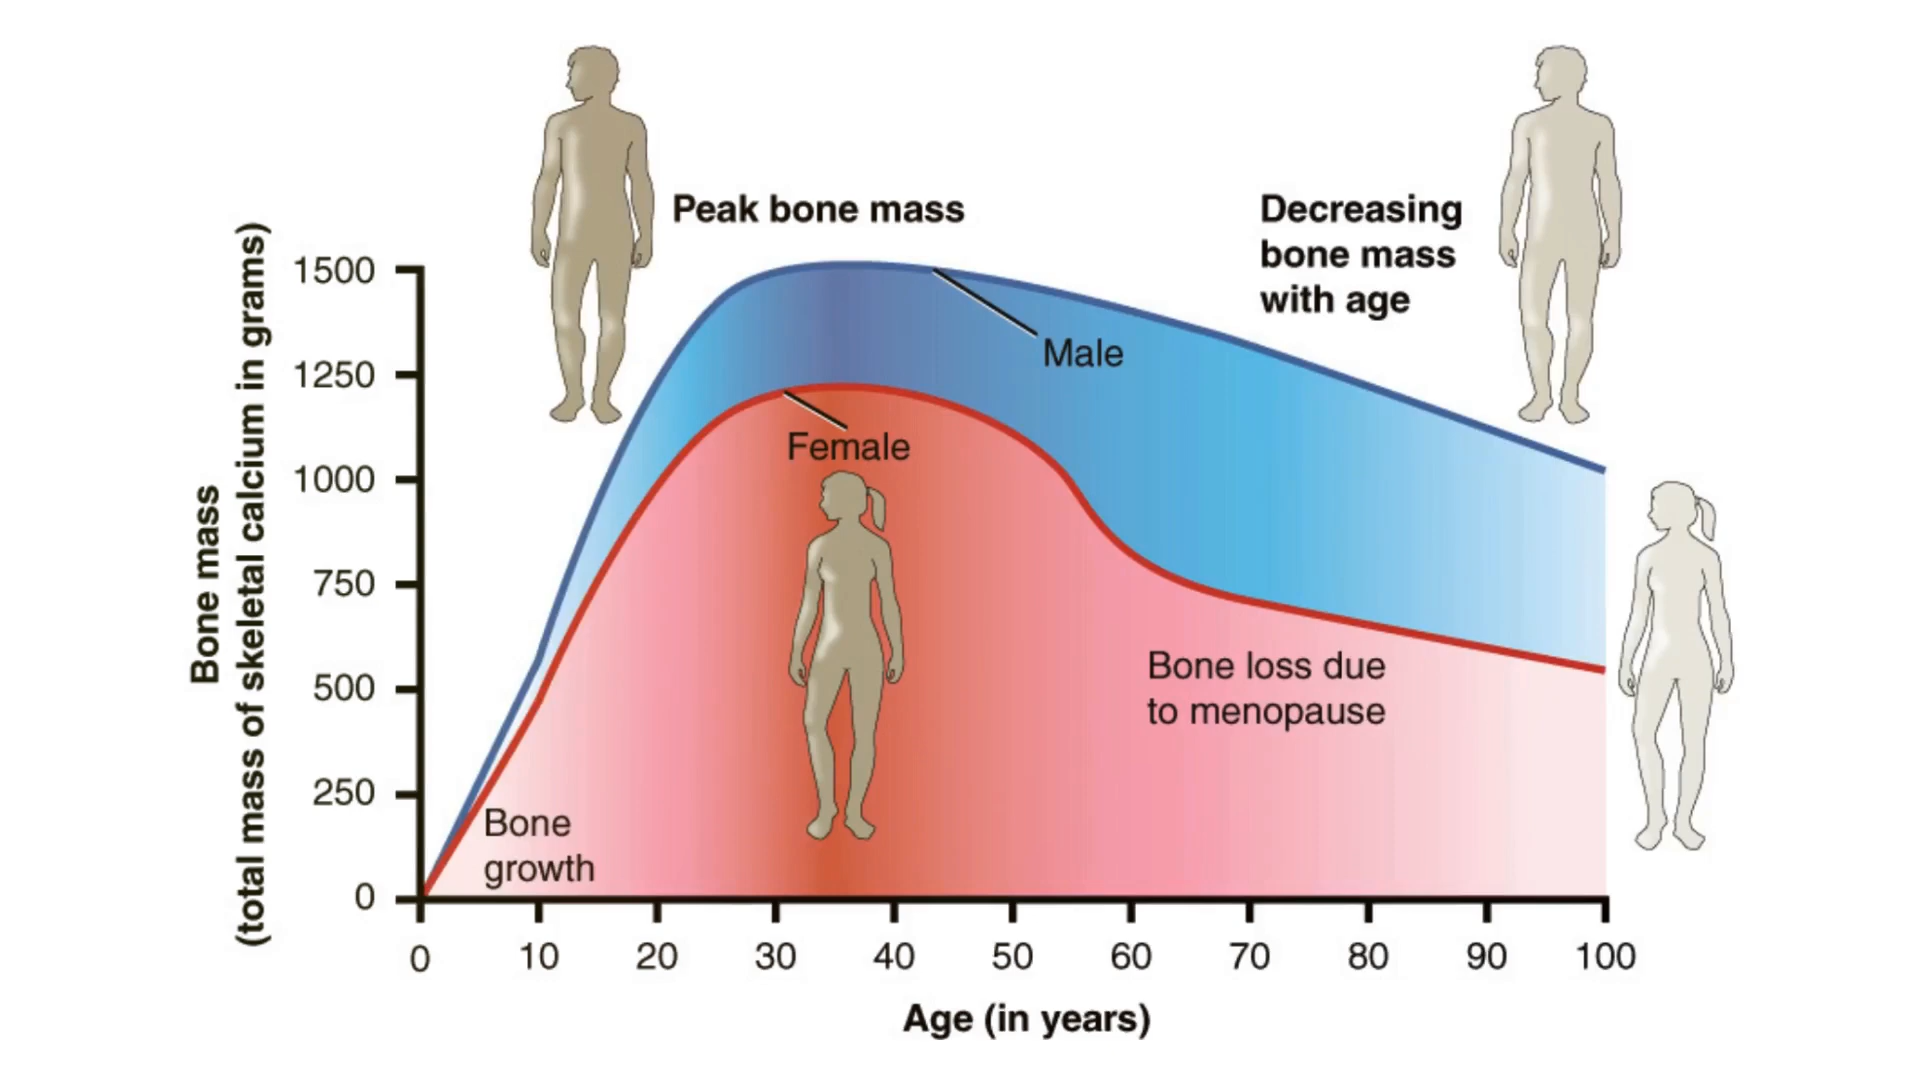 Peak bone mass
Decreasing
bone mass
with age
Bone mass
(total mass of skeletal calcium in grams)
1500
1250
1000
750
500
250
0
Male
Female
Bone loss due
to menopause
Bone
growth
0 10 20 30 40 50 60 70 80 90 100
Age (in years)